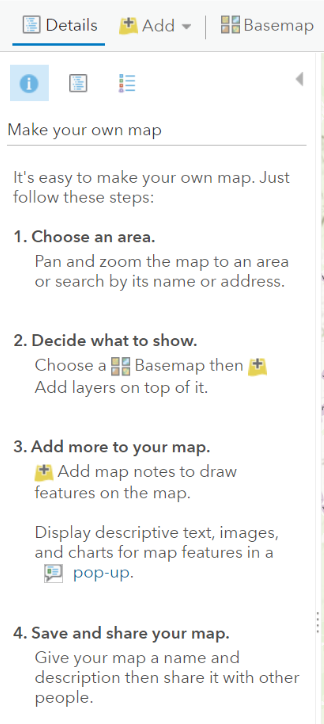 Details Add Basemap
Make your own map
It's easy to make your own map. Just
follow these steps:
1. Choose an area.
Pan and zoom the map to an area
or search by its name or address.
2. Decide what to show.
Choose a Basemap then
Add layers on top of it.
3. Add more to your map.
Add map notes to draw
features on the map.
Display descriptive text, images,
and charts for map features in a
pop-up.
4. Save and share your map.
Give your map a name and
description then share it with other
people.